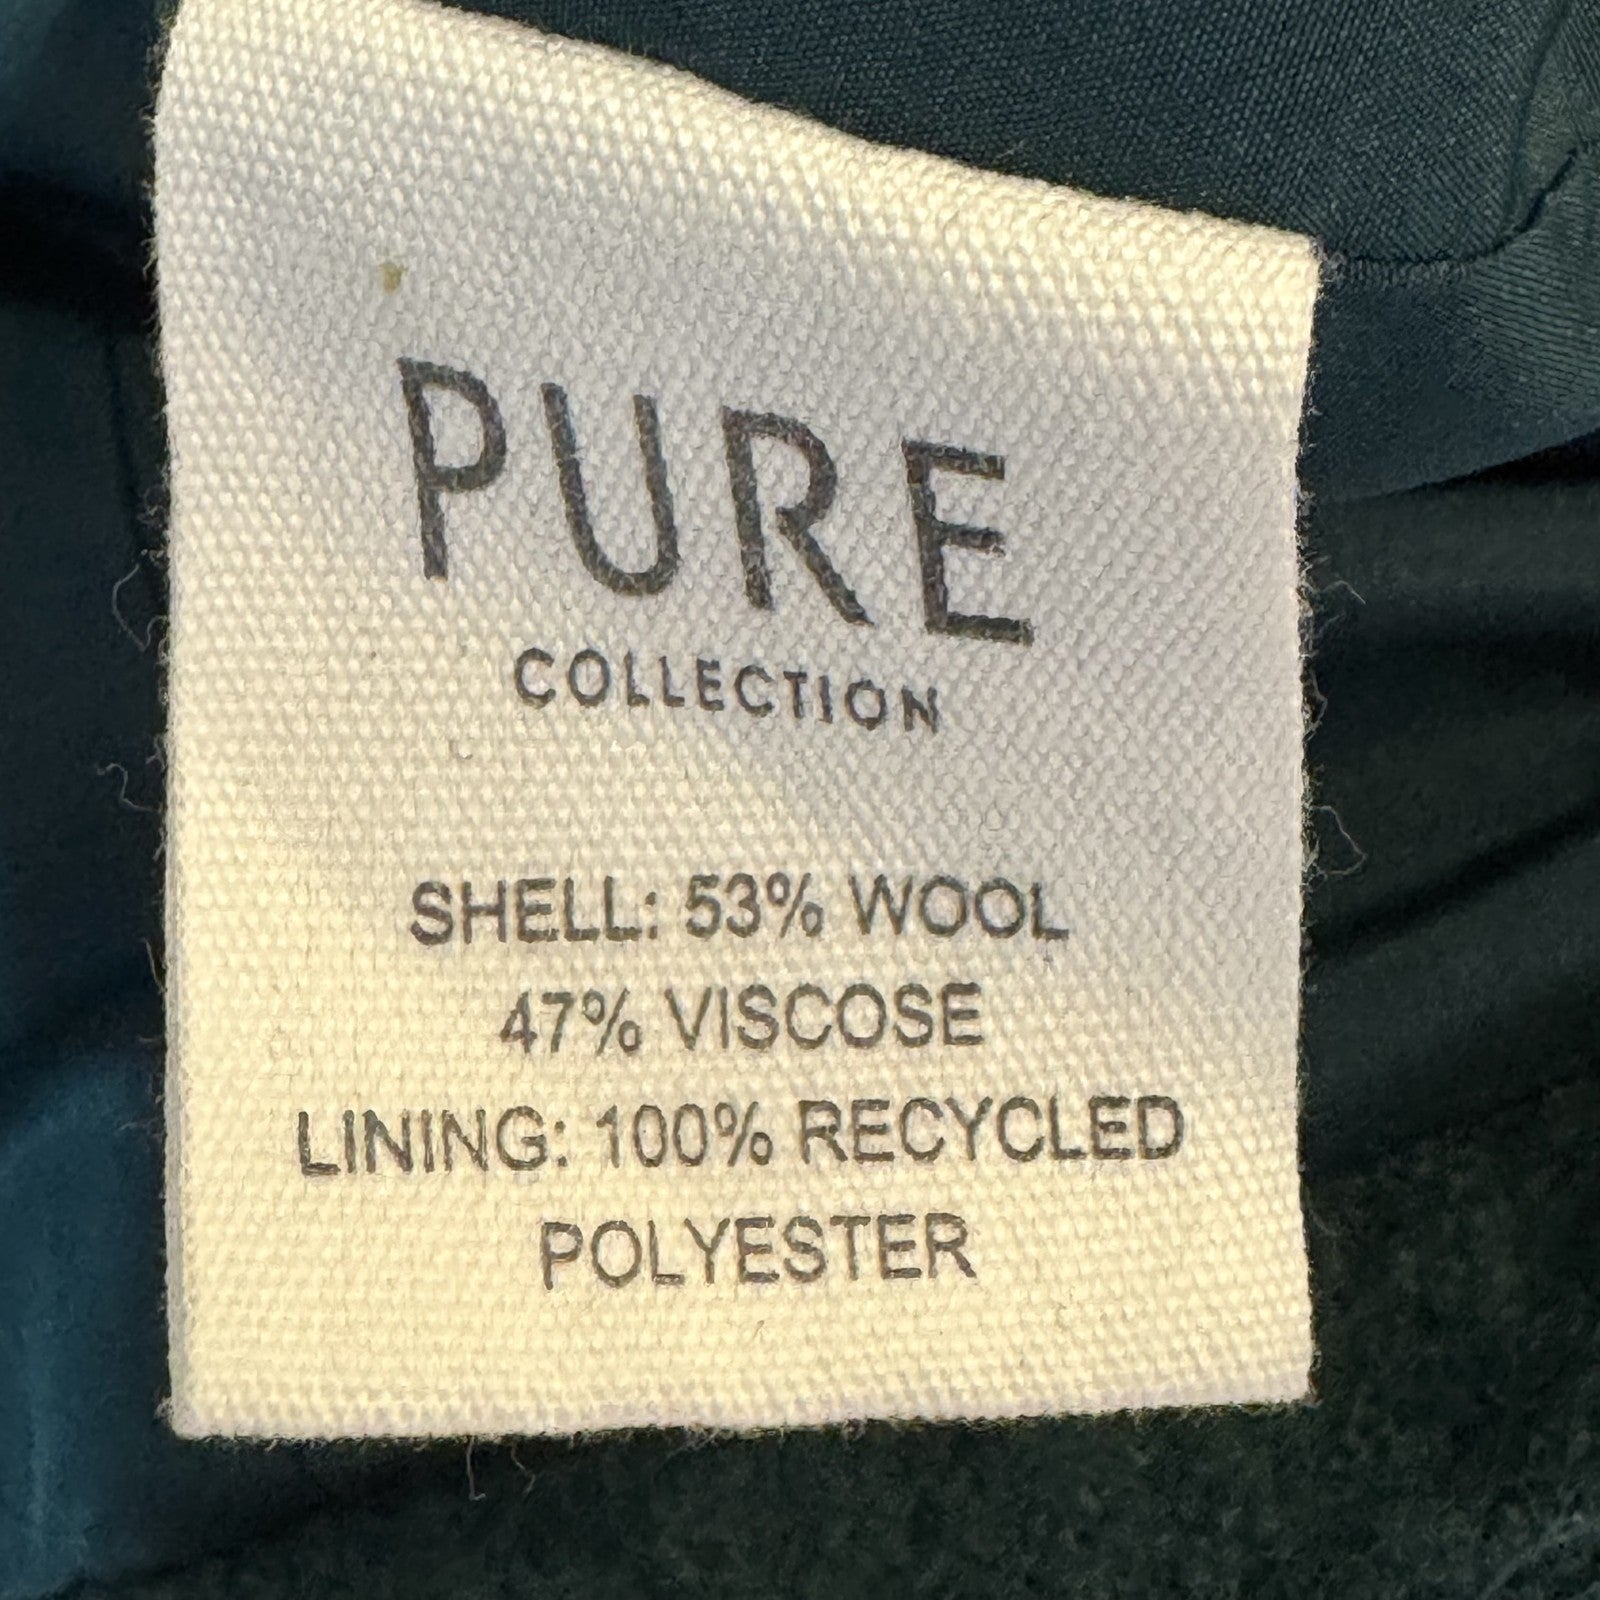 PURE
COLLECTION
SHELL: 53% WOOL
47% VISCOSE
LINING: 100% RECYCLED
POLYESTER